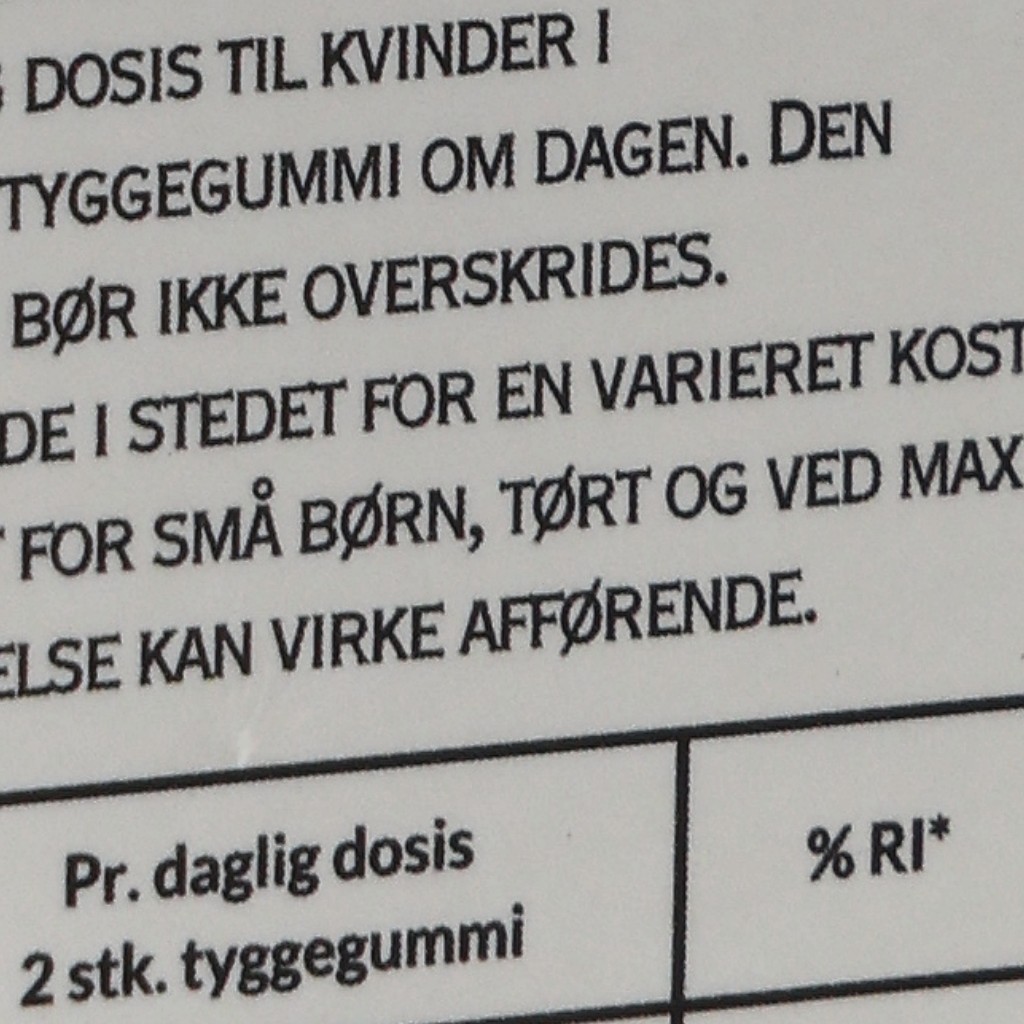 DOSIS TIL KVINDER I
TYGGEGUMMI OM DAGEN. DEN
BØR IKKE OVERSKRIDES.
DE I STEDET FOR EN VARIERET KOST
FOR SMÅ BØRN, TØRT OG VED MAX
ELSE KAN VIRKE AFFØRENDE.
Pr. daglig dosis
2 stk. tyggegummi
% RI*